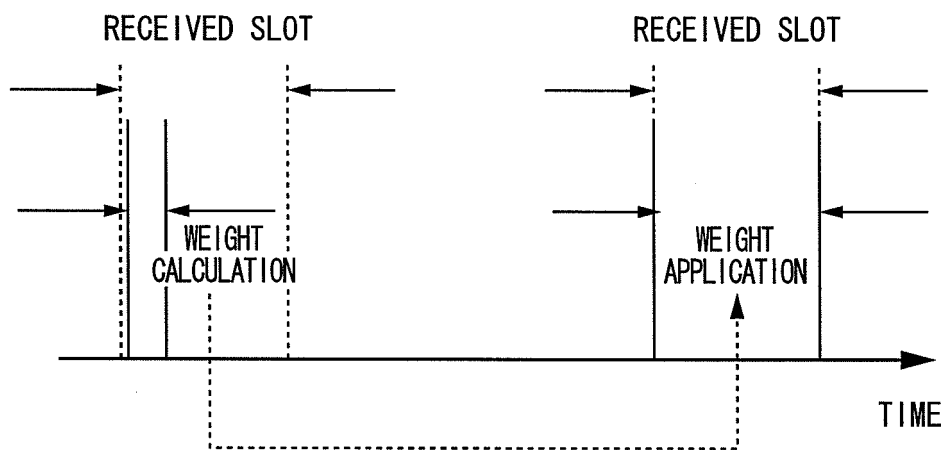 RECEIVED SLOT
RECEIVED SLOT
WEIGHT
CALCULATION
WEIGHT
APPLICATION
TIME